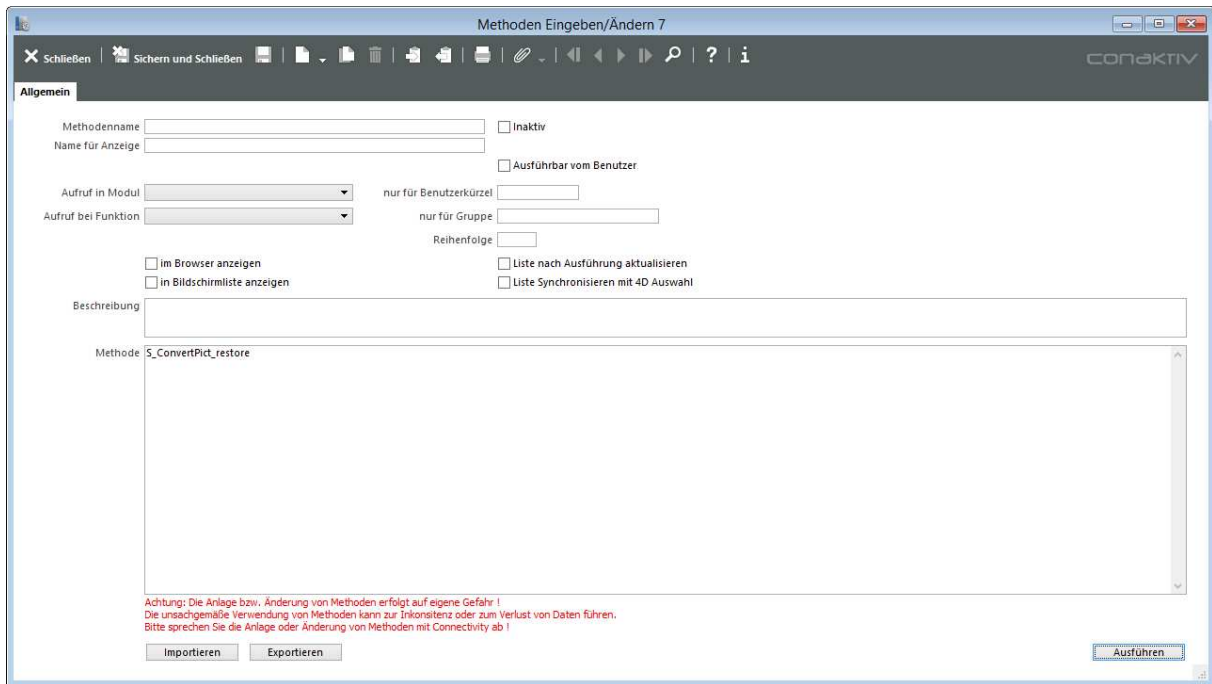 Methoden Eingeben/Ändern 7
Schließen Sichern und Schließen ? i conaktiv
Allgemein
Methodenname Inaktiv
Name für Anzeige
Ausführbar vom Benutzer
Aufruf in Modul nur für Benutzerkürzel
Aufruf bei Funktion nur für Gruppe
Reihenfolge
im Browser anzeigen Liste nach Ausführung aktualisieren
in Bildschirmliste anzeigen Liste Synchronisieren mit 4D Auswahl
Beschreibung
Methode S_ConvertPict_restore
Achtung: Die Anlage bzw. Änderung von Methoden erfolgt auf eigene Gefahr !
Die unsachgemäße Verwendung von Methoden kann zur Inkonsitenz oder zum Verlust von Daten führen.
Bitte sprechen Sie die Anlage oder Änderung von Methoden mit Connectivity ab !
Importieren Exportieren Ausführen